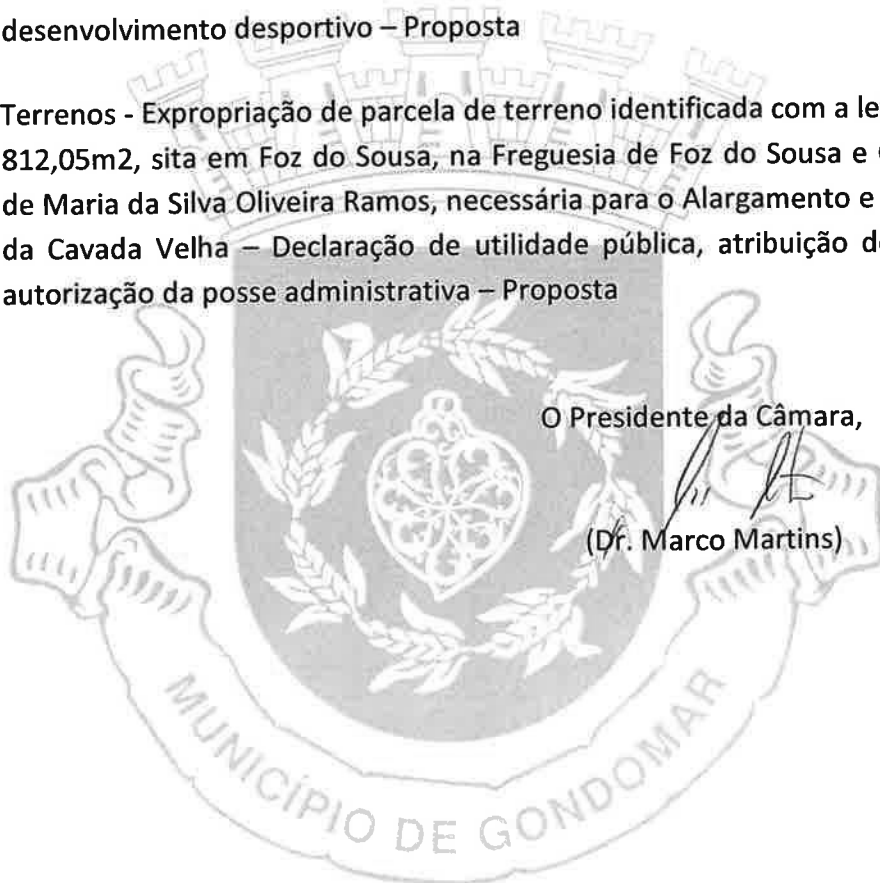 desenvolvimento desportivo – Proposta
Terrenos - Expropriação de parcela de terreno identificada com a le
812,05m2, sita em Foz do Sousa, na Freguesia de Foz do Sousa e
de Maria da Silva Oliveira Ramos, necessária para o Alargamento e
da Cavada Velha – Declaração de utilidade pública, atribuição d
autorização da posse administrativa – Proposta
O Presidente da Câmara,
(Dr. Marco Martins)
MUNICÍPIO DE GONDOMAR